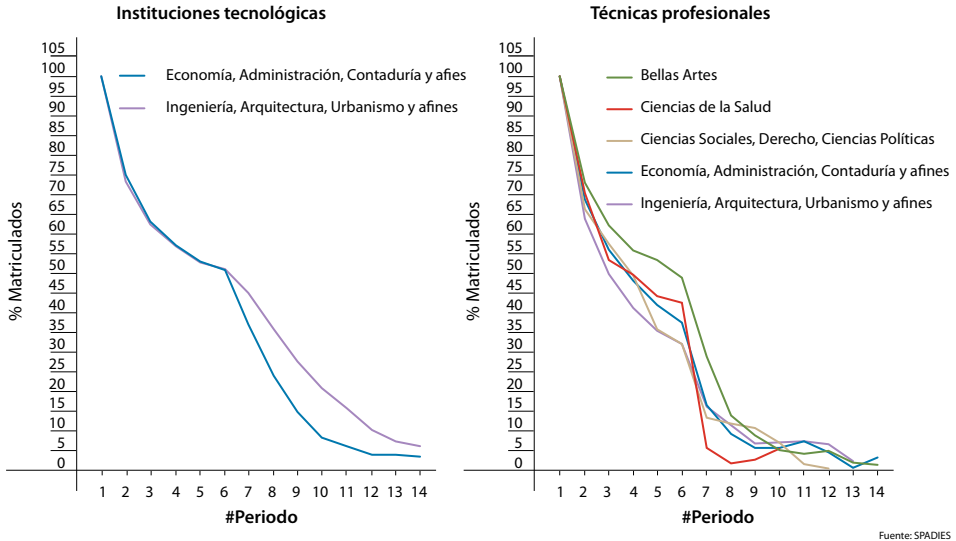 Instituciones tecnológicas
% Matriculados
105
100
95
90
85
80
75
70
65
60
55
50
45
40
35
30
25
20
15
10
5
0
Economía, Administración, Contaduría y afies
Ingeniería, Arquitectura, Urbanismo y afines
1 2 3 4 5 6 7 8 9 10 11 12 13 14
#Periodo
Técnicas profesionales
% Matriculados
105
100
95
90
85
80
75
70
65
60
55
50
45
40
35
30
25
20
15
10
5
0
Bellas Artes
Ciencias de la Salud
Ciencias Sociales, Derecho, Ciencias Políticas
Economía, Administración, Contaduría y afines
Ingeniería, Arquitectura, Urbanismo y afines
1 2 3 4 5 6 7 8 9 10 11 12 13 14
#Periodo
Fuente: SPADIES